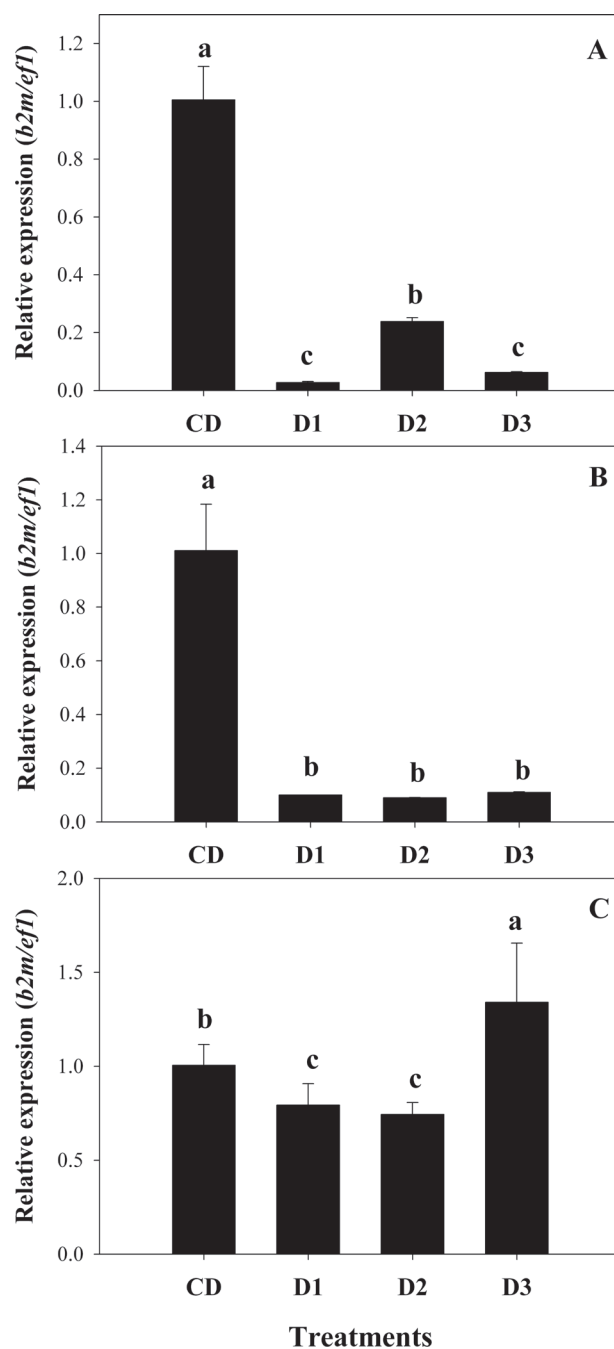 Relative expression (b2m/ef1)
A
1.2
1.0
0.8
0.6
0.4
0.2
0.0
a
c
b
c
CD D1 D2 D3
Relative expression (b2m/ef1)
B
1.4
1.2
1.0
0.8
0.6
0.4
0.2
0.0
a
b
b
b
CD D1 D2 D3
Relative expression (b2m/ef1)
C
2.0
1.5
1.0
0.5
0.0
b
c
c
a
CD D1 D2 D3
Treatments